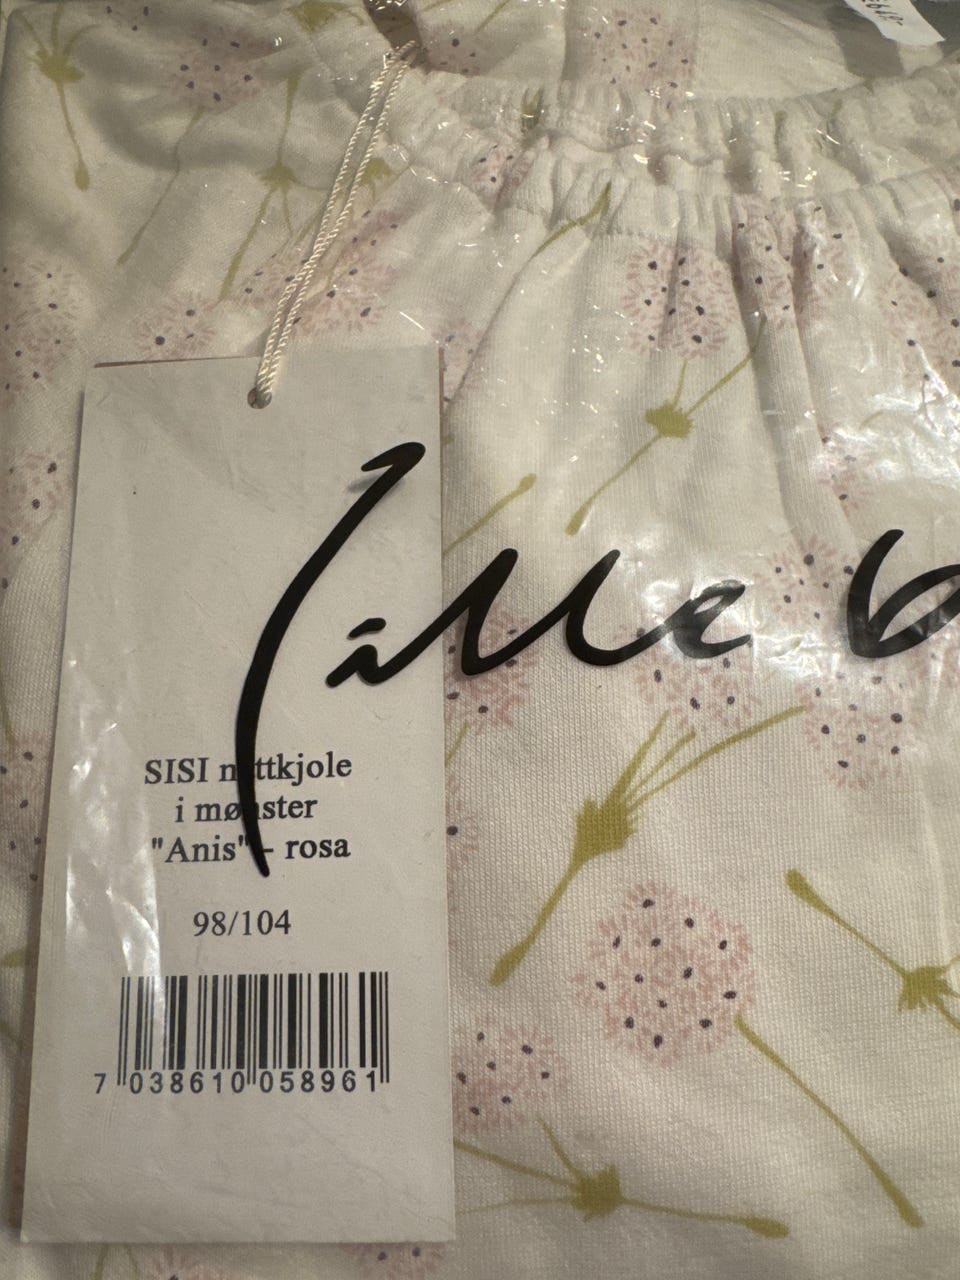 lille b
SISI nattkjole
i mønster
"Anis" - rosa
98/104
7 038610 058961